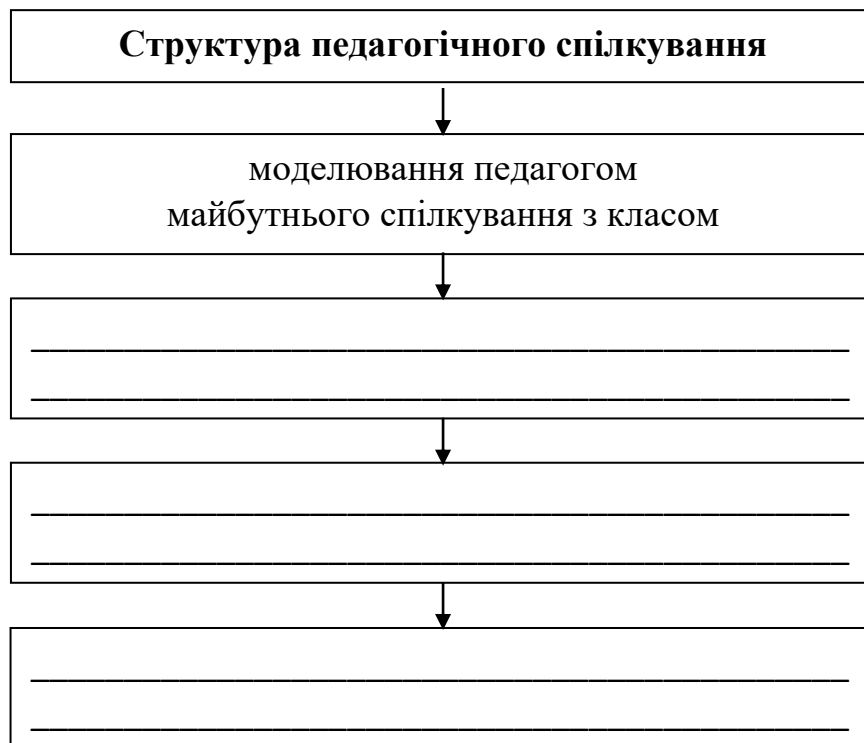 Структура педагогічного спілкування
моделювання педагогом
майбутнього спілкування з класом